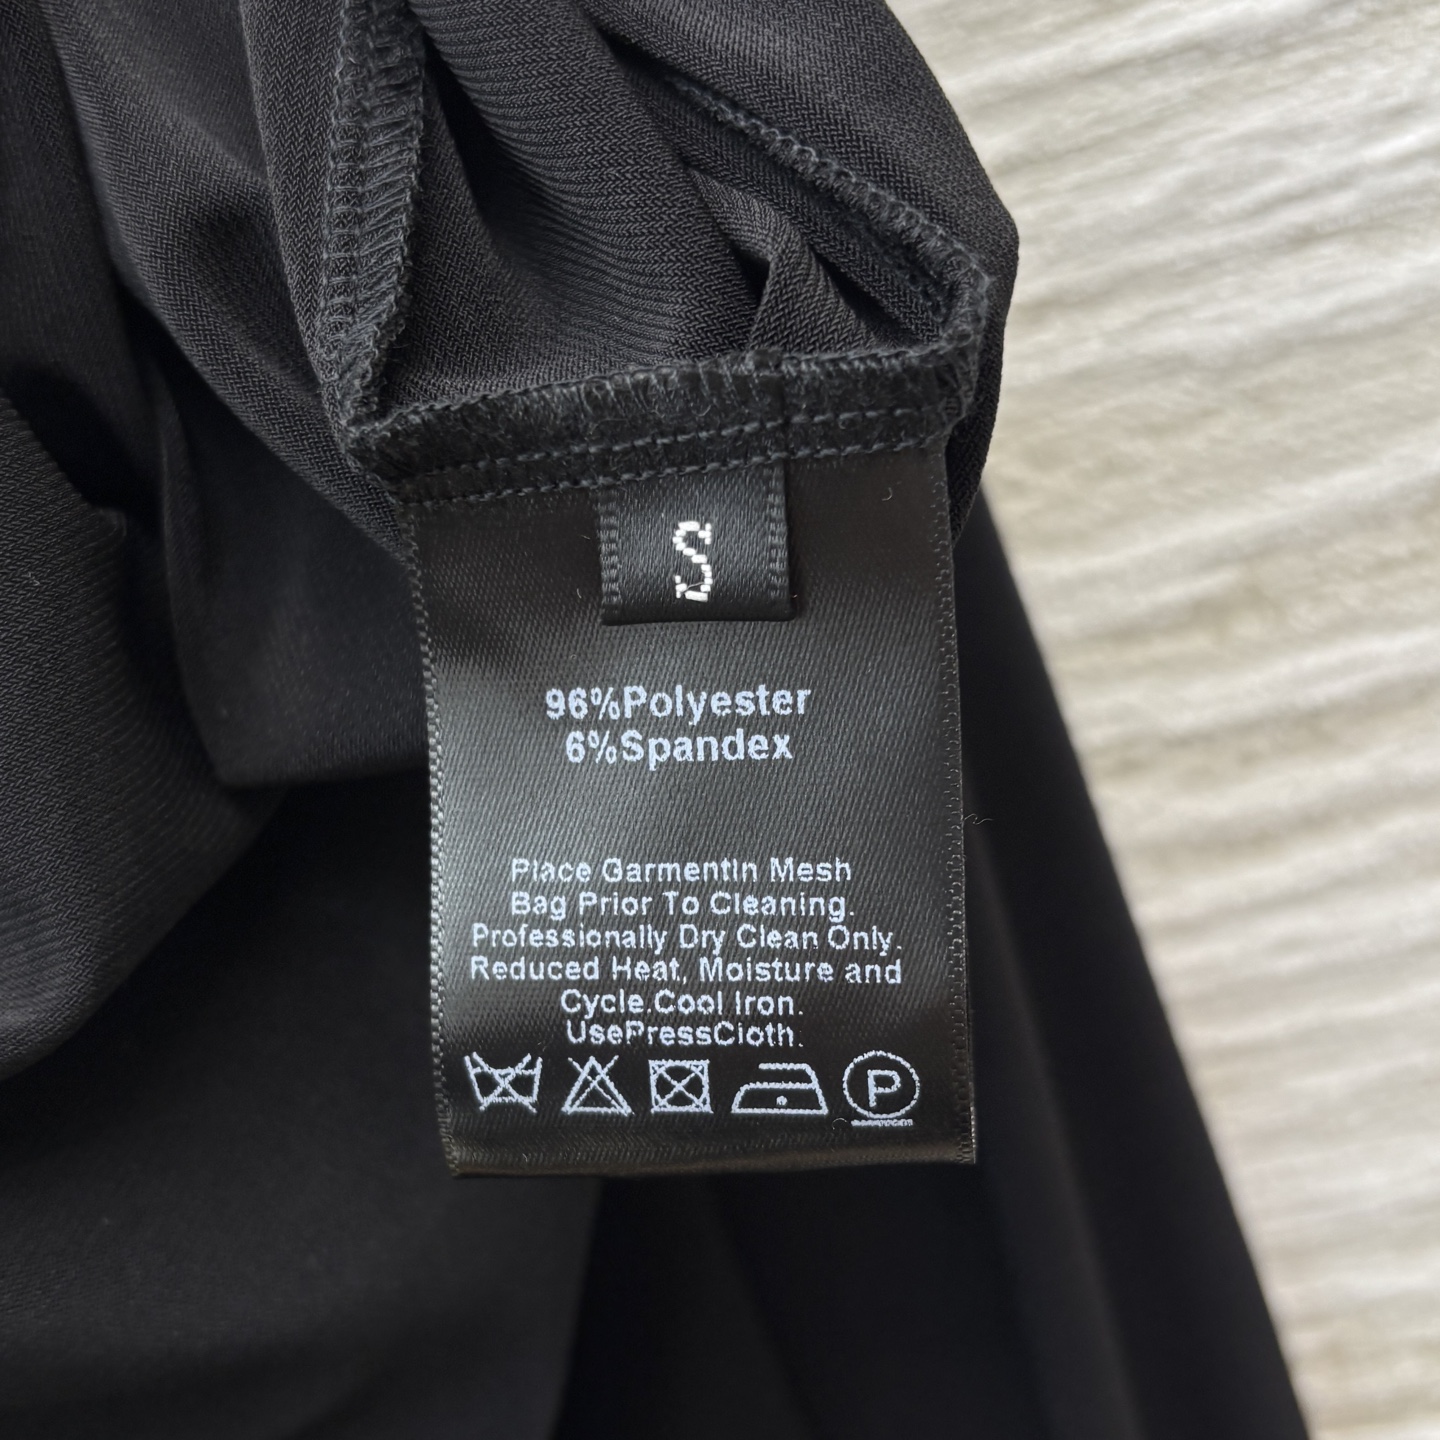 S
96%Polyester
6%Spandex
Place GarmentIn Mesh
Bag Prior To Cleaning.
Professionally Dry Clean Only.
Reduced Heat, Moisture and
Cycle.Cool Iron.
UsePressCloth.
P